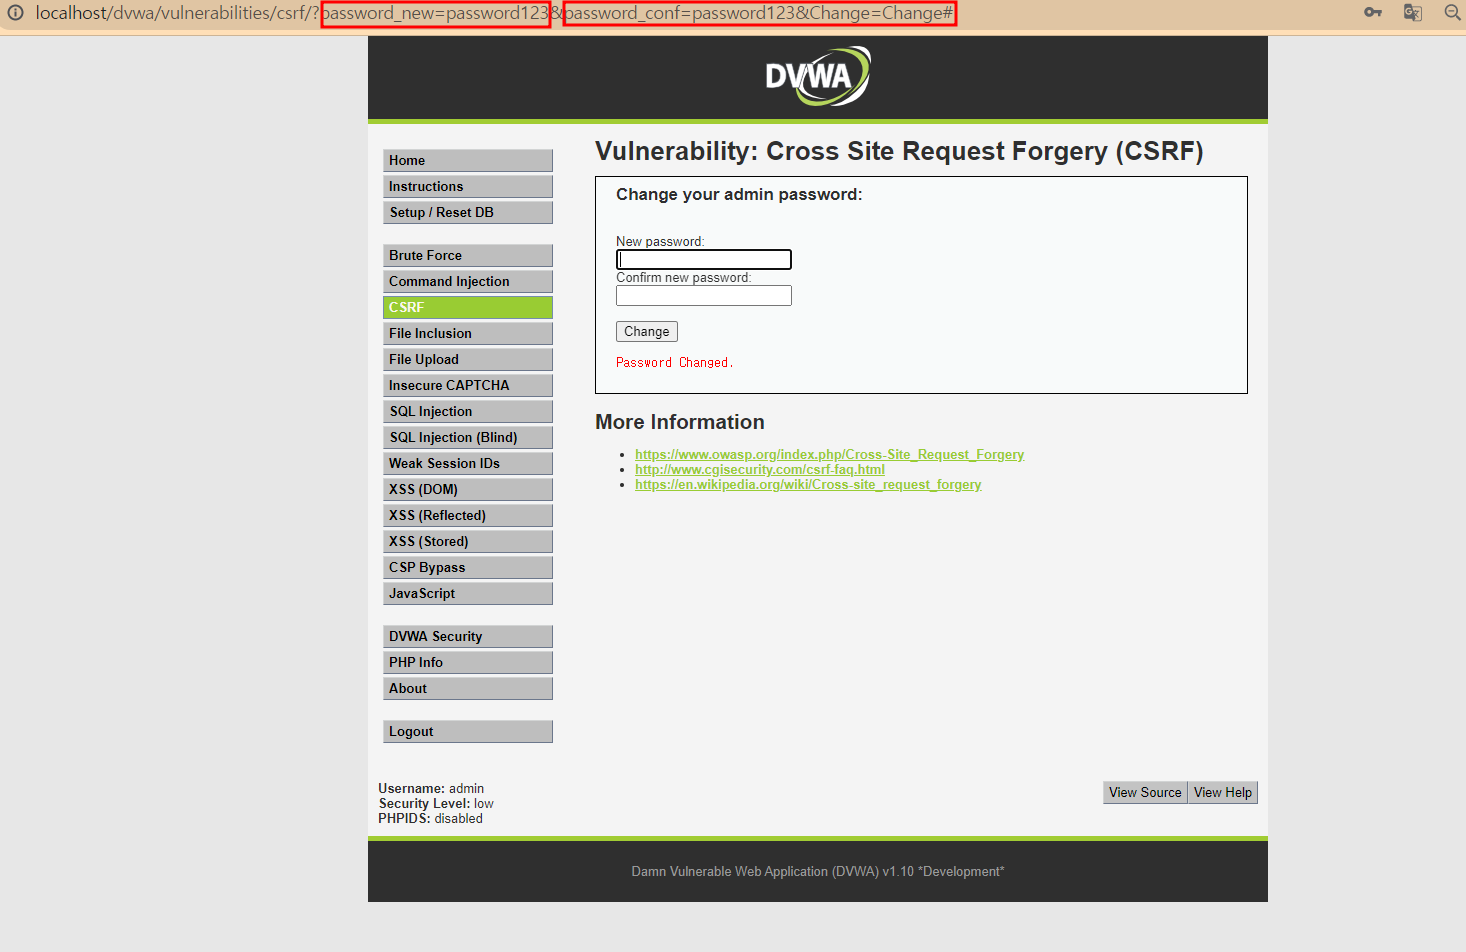 localhost/dvwa/vulnerabilities/csrf/?password_new=password123&password_conf=password123&Change=Change#
DVWA
Home
Instructions
Setup / Reset DB
Brute Force
Command Injection
CSRF
File Inclusion
File Upload
Insecure CAPTCHA
SQL Injection
SQL Injection (Blind)
Weak Session IDs
XSS (DOM)
XSS (Reflected)
XSS (Stored)
CSP Bypass
JavaScript
DVWA Security
PHP Info
About
Logout
Vulnerability: Cross Site Request Forgery (CSRF)
Change your admin password:
New password:
Confirm new password:
Change
Password Changed.
More Information
https://www.owasp.org/index.php/Cross-Site_Request_Forgery
http://www.cgisecurity.com/csrf-faq.html
https://en.wikipedia.org/wiki/Cross-site_request_forgery
Username: admin
Security Level: low
PHPIDS: disabled
View Source View Help
Damn Vulnerable Web Application (DVWA) v1.10 *Development*